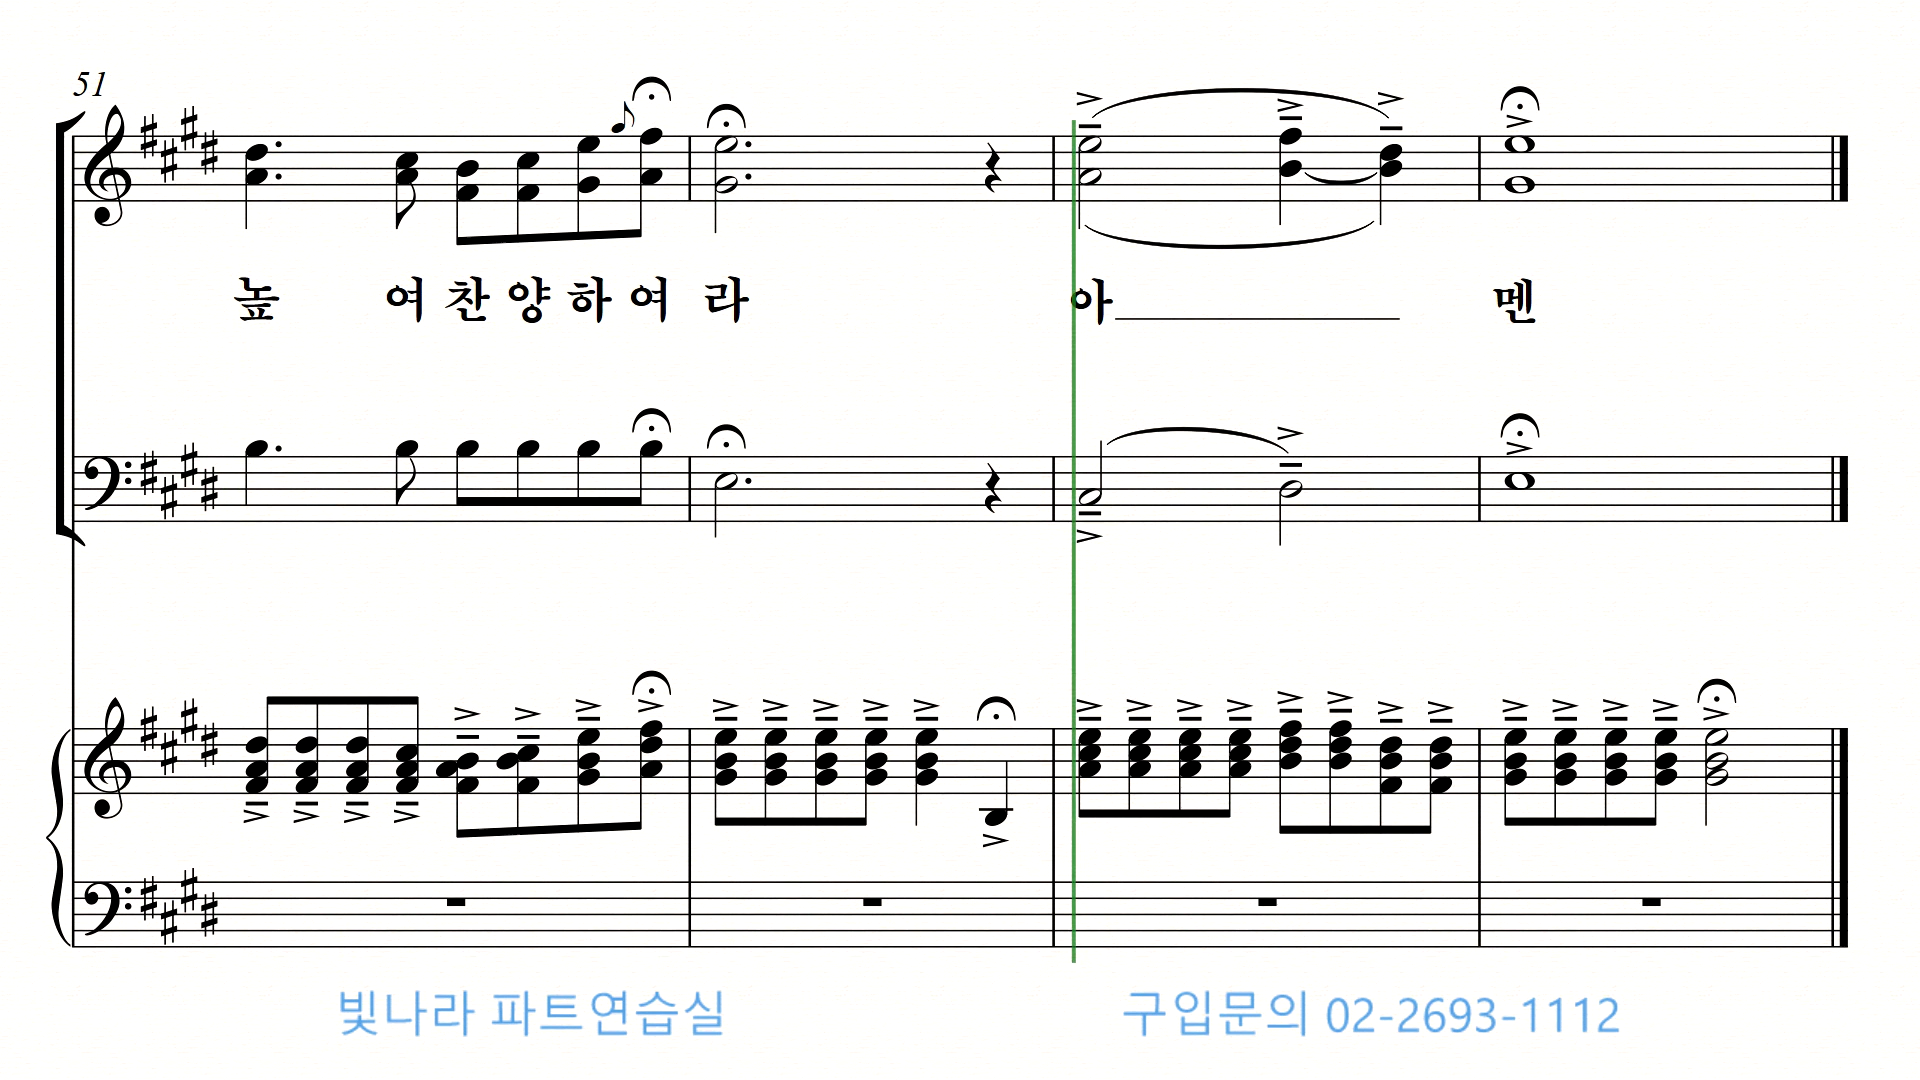 51
높 여 찬 양 하 여 라 아 멘
빛나라 파트연습실 구입문의 02-2693-1112